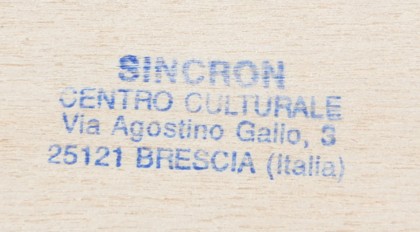 SINCRON
CENTRO CULTURALE
Via Agostino Gallo, 3
25121 BRESCIA (Italia)